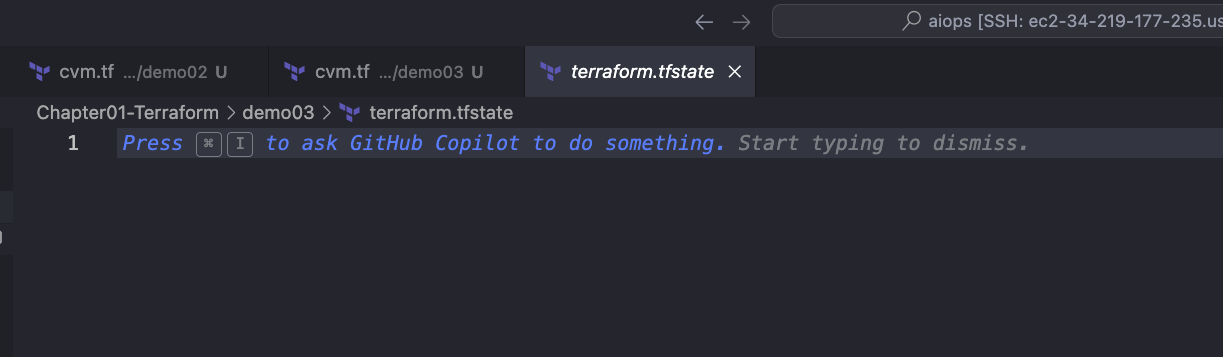 aiops [SSH: ec2-34-219-177-235.us
cvm.tf .../demo02 U cvm.tf .../demo03 U terraform.tfstate
Chapter01-Terraform > demo03 > terraform.tfstate
1 Press ⌘ I to ask GitHub Copilot to do something. Start typing to dismiss.